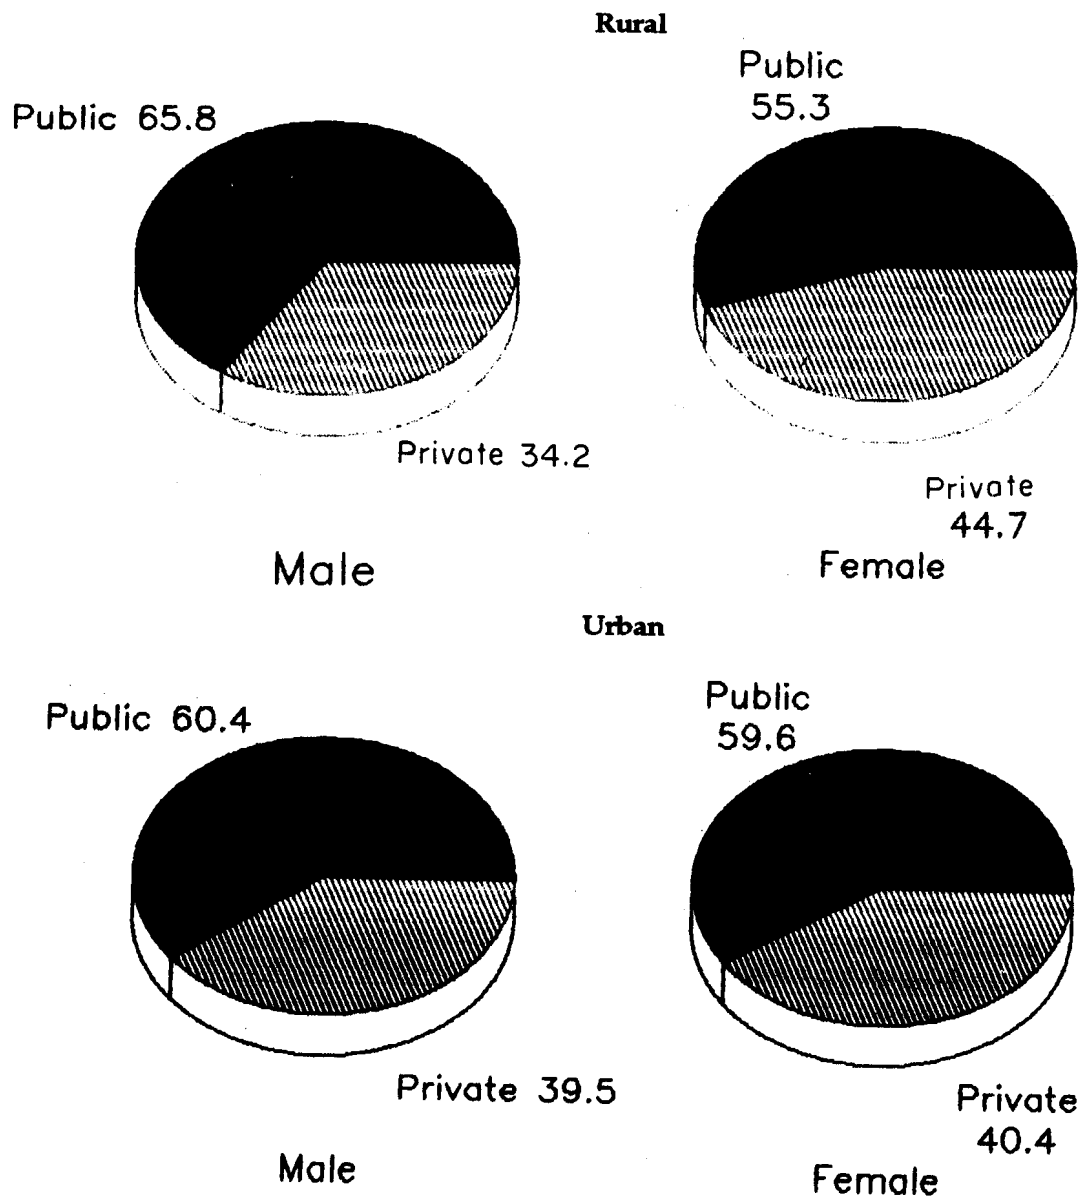 Rural
Public 65.8
Public
55.3
Private 34.2
Private
44.7
Male
Female
Urban
Public 60.4
Public
59.6
Private 39.5
Private
40.4
Male
Female